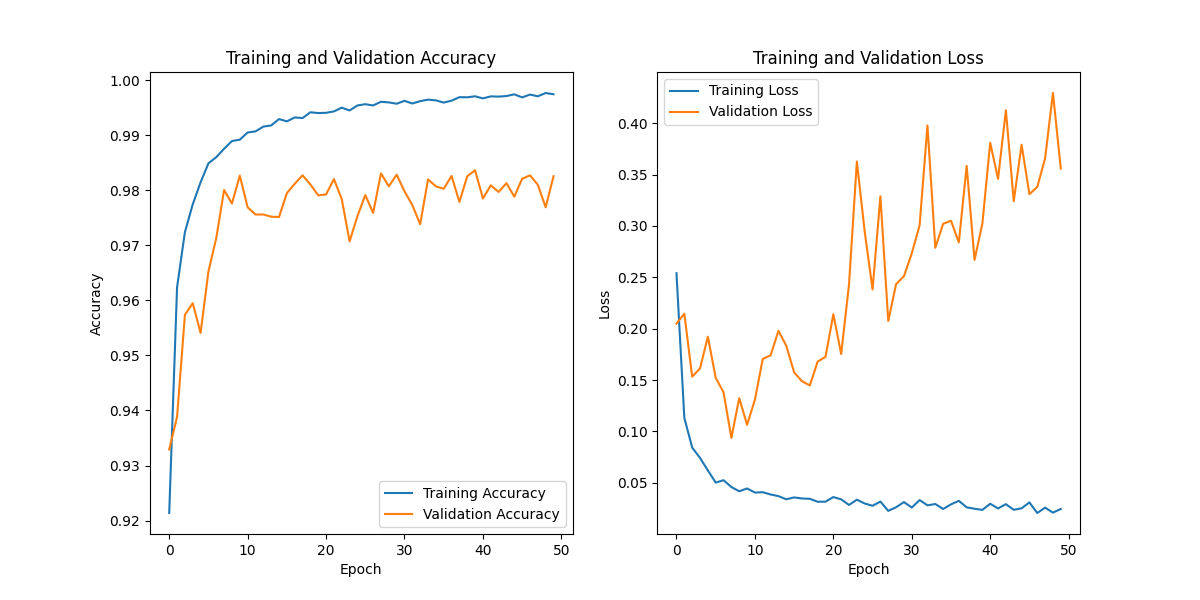 Training and Validation Accuracy
1.00
0.99
0.98
0.97
0.96
0.95
0.94
0.93
0.92
Accuracy
Training Accuracy
Validation Accuracy
0 10 20 30 40 50
Epoch
Training and Validation Loss
Training Loss
Validation Loss
0.40
0.35
0.30
0.25
0.20
0.15
0.10
0.05
Loss
0 10 20 30 40 50
Epoch